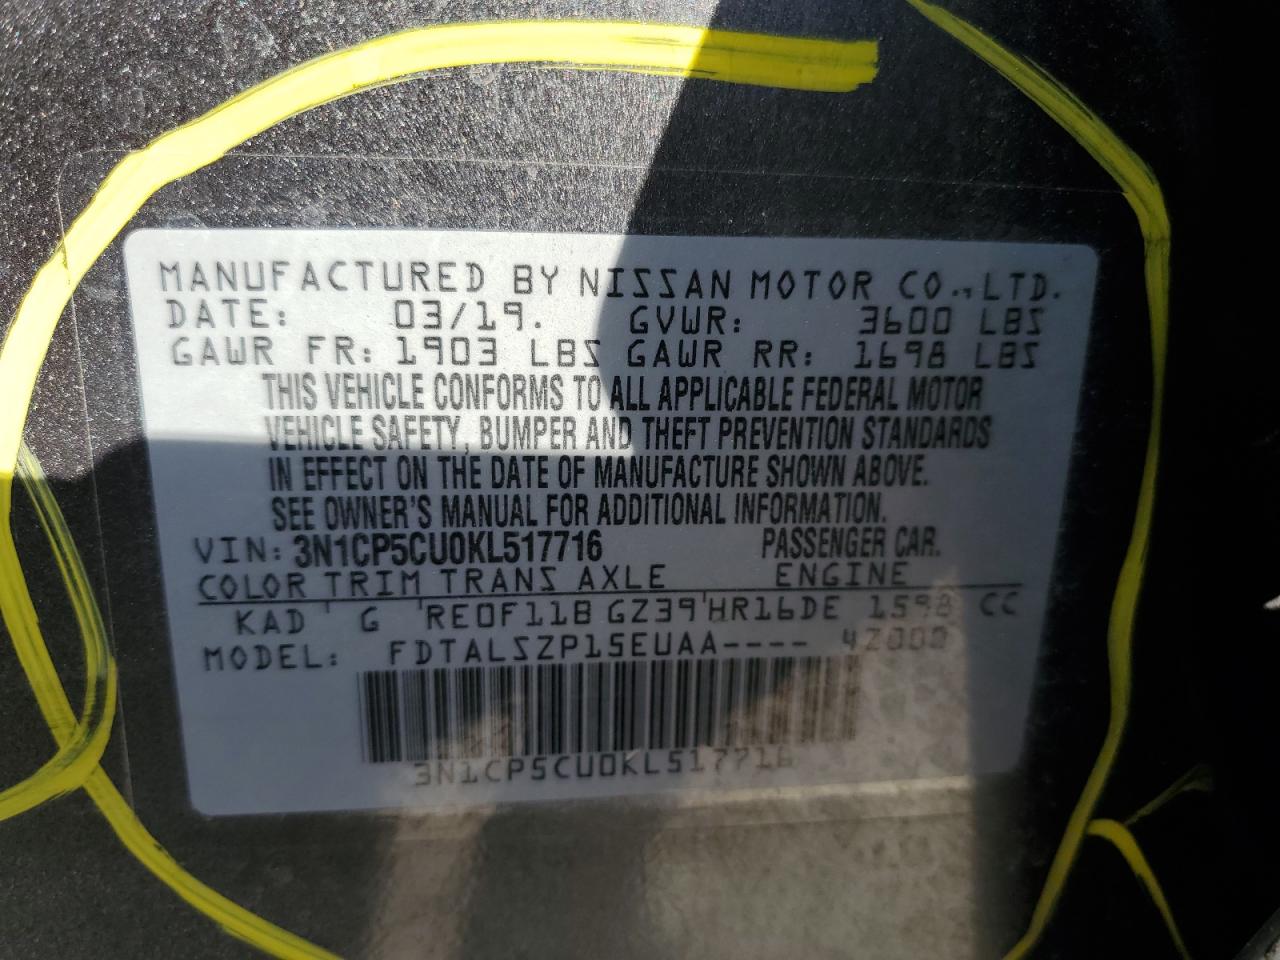 MANUFACTURED BY NISSAN MOTOR CO.,LTD.
DATE: 03/19. GVWR: 3600 LBS
GAWR FR: 1903 LBS GAWR RR: 1698 LBS
THIS VEHICLE CONFORMS TO ALL APPLICABLE FEDERAL MOTOR
VEHICLE SAFETY, BUMPER AND THEFT PREVENTION STANDARDS
IN EFFECT ON THE DATE OF MANUFACTURE SHOWN ABOVE.
SEE OWNER'S MANUAL FOR ADDITIONAL INFORMATION.
VIN: 3N1CP5CU0KL517716 PASSENGER CAR.
COLOR TRIM TRANS AXLE ENGINE
KAD G RE0F11B GZ39 HR16DE 1598 CC
MODEL: FDTALSZP15EUAA---- 42000
3N1CP5CU0KL517716